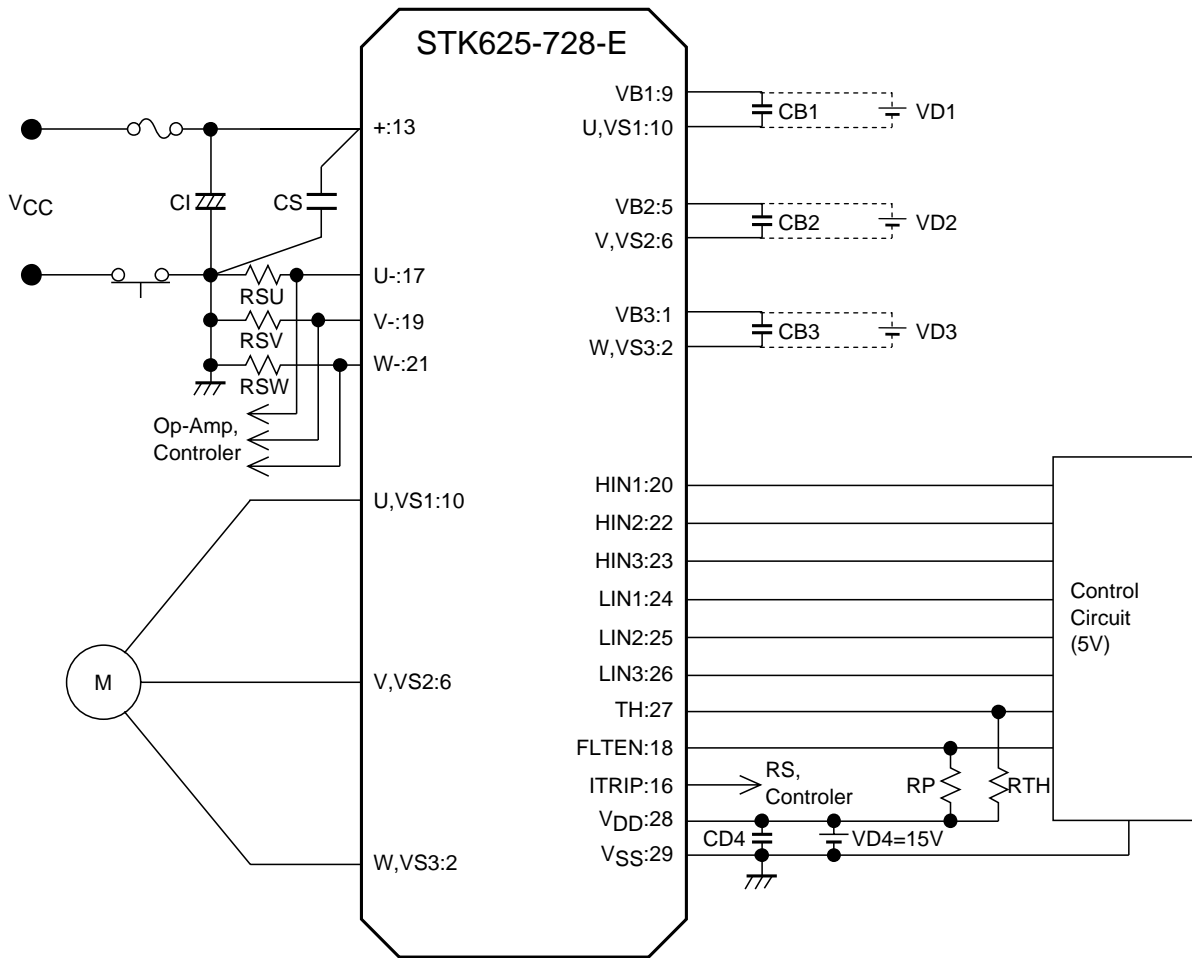 STK625-728-E
VCC
CI
CS
+:13
RSU
U-:17
RSV
V-:19
RSW
W-:21
Op-Amp,
Controler
U,VS1:10
M
V,VS2:6
W,VS3:2
VB1:9
U,VS1:10
CB1
VD1
VB2:5
V,VS2:6
CB2
VD2
VB3:1
W,VS3:2
CB3
VD3
HIN1:20
HIN2:22
HIN3:23
LIN1:24
LIN2:25
LIN3:26
TH:27
FLTEN:18
ITRIP:16
RS,
Controler
RP
RTH
VDD:28
CD4
VD4=15V
VSS:29
Control
Circuit
(5V)